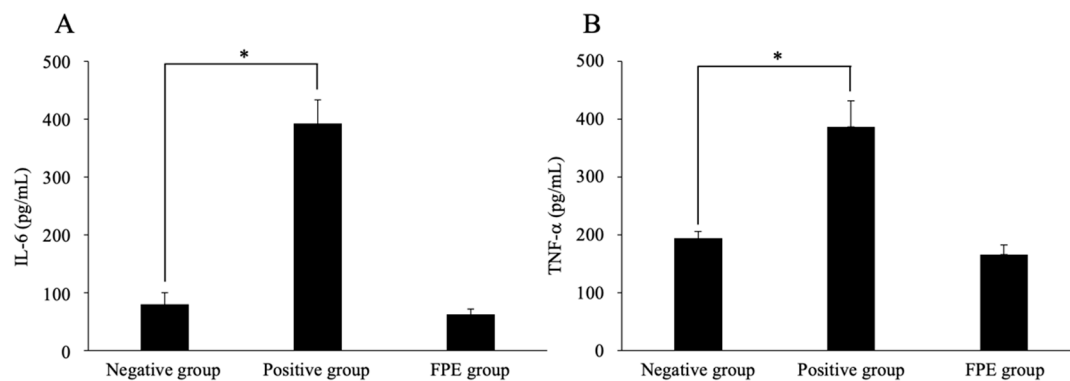 A
*
500
400
300
200
100
0
IL-6 (pg/mL)
Negative group
Positive group
FPE group
B
*
500
400
300
200
100
0
TNF-α (pg/mL)
Negative group
Positive group
FPE group